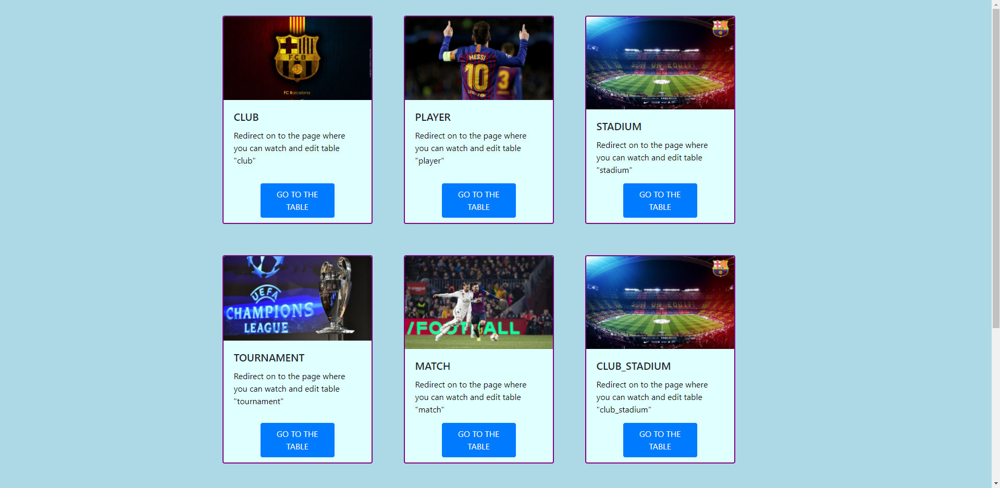 FCB
FC Barcelona
CLUB
Redirect on to the page where
you can watch and edit table
"club"
GO TO THE
TABLE
MESSI
10
3
PLAYER
Redirect on to the page where
you can watch and edit table
"player"
GO TO THE
TABLE
SOM UN EQUIP!
STADIUM
Redirect on to the page where
you can watch and edit table
"stadium"
GO TO THE
TABLE
UEFA
CHAMPIONS
LEAGUE
TOURNAMENT
Redirect on to the page where
you can watch and edit table
"tournament"
GO TO THE
TABLE
/FOOTBALL
MATCH
Redirect on to the page where
you can watch and edit table
"match"
GO TO THE
TABLE
SOM UN EQUIP!
CLUB_STADIUM
Redirect on to the page where
you can watch and edit table
"club_stadium"
GO TO THE
TABLE